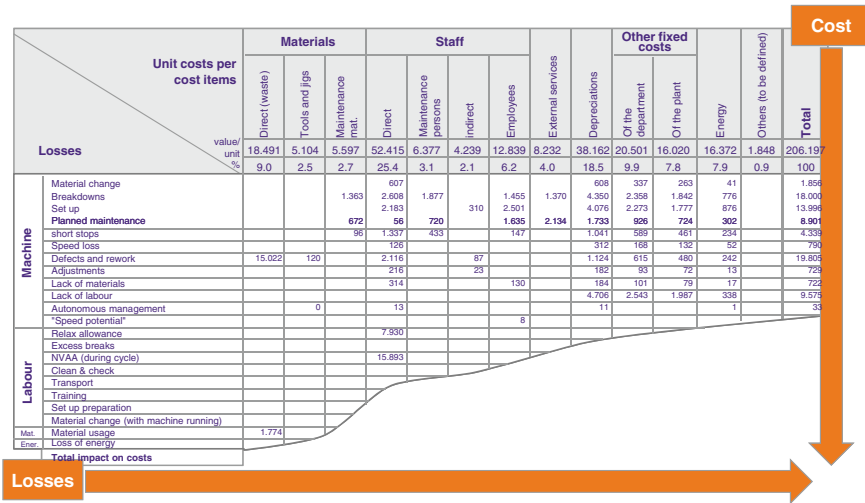 Cost
Unit costs per cost items
Materials
Staff
Other fixed costs
Direct (waste)
Tools and jigs
Maintenance mat.
Direct
Maintenance persons
indirect
Employees
External services
Depreciations
Of the department
Of the plant
Energy
Others (to be defined)
Total
Losses
value/unit 18.491 5.104 5.597 52.415 6.377 4.239 12.839 8.232 38.162 20.501 16.020 16.372 1.848 206.197
% 9.0 2.5 2.7 25.4 3.1 2.1 6.2 4.0 18.5 9.9 7.8 7.9 0.9 100
Machine
Material change 607 608 337 263 41 1.856
Breakdowns 1.363 2.608 1.877 1.455 1.370 4.350 2.358 1.842 776 18.000
Set up 2.183 310 2.501 4.076 2.273 1.777 876 13.996
Planned maintenance 672 56 720 1.635 2.134 1.733 926 724 302 8.901
short stops 96 1.337 433 147 1.041 589 461 234 4.339
Speed loss 126 312 168 132 52 790
Defects and rework 15.022 120 2.116 87 1.124 615 480 242 19.805
Adjustments 216 23 182 93 72 13 729
Lack of materials 314 130 184 101 79 17 722
Lack of labour 4.706 2.543 1.987 338 9.575
Autonomous management 0 13 11 1 33
"Speed potential" 8
Labour
Relax allowance 7.930
Excess breaks
NVAA (during cycle) 15.893
Clean & check
Transport
Training
Set up preparation
Material change (with machine running)
Mat. Material usage 1.774
Ener. Loss of energy
Total impact on costs
Losses